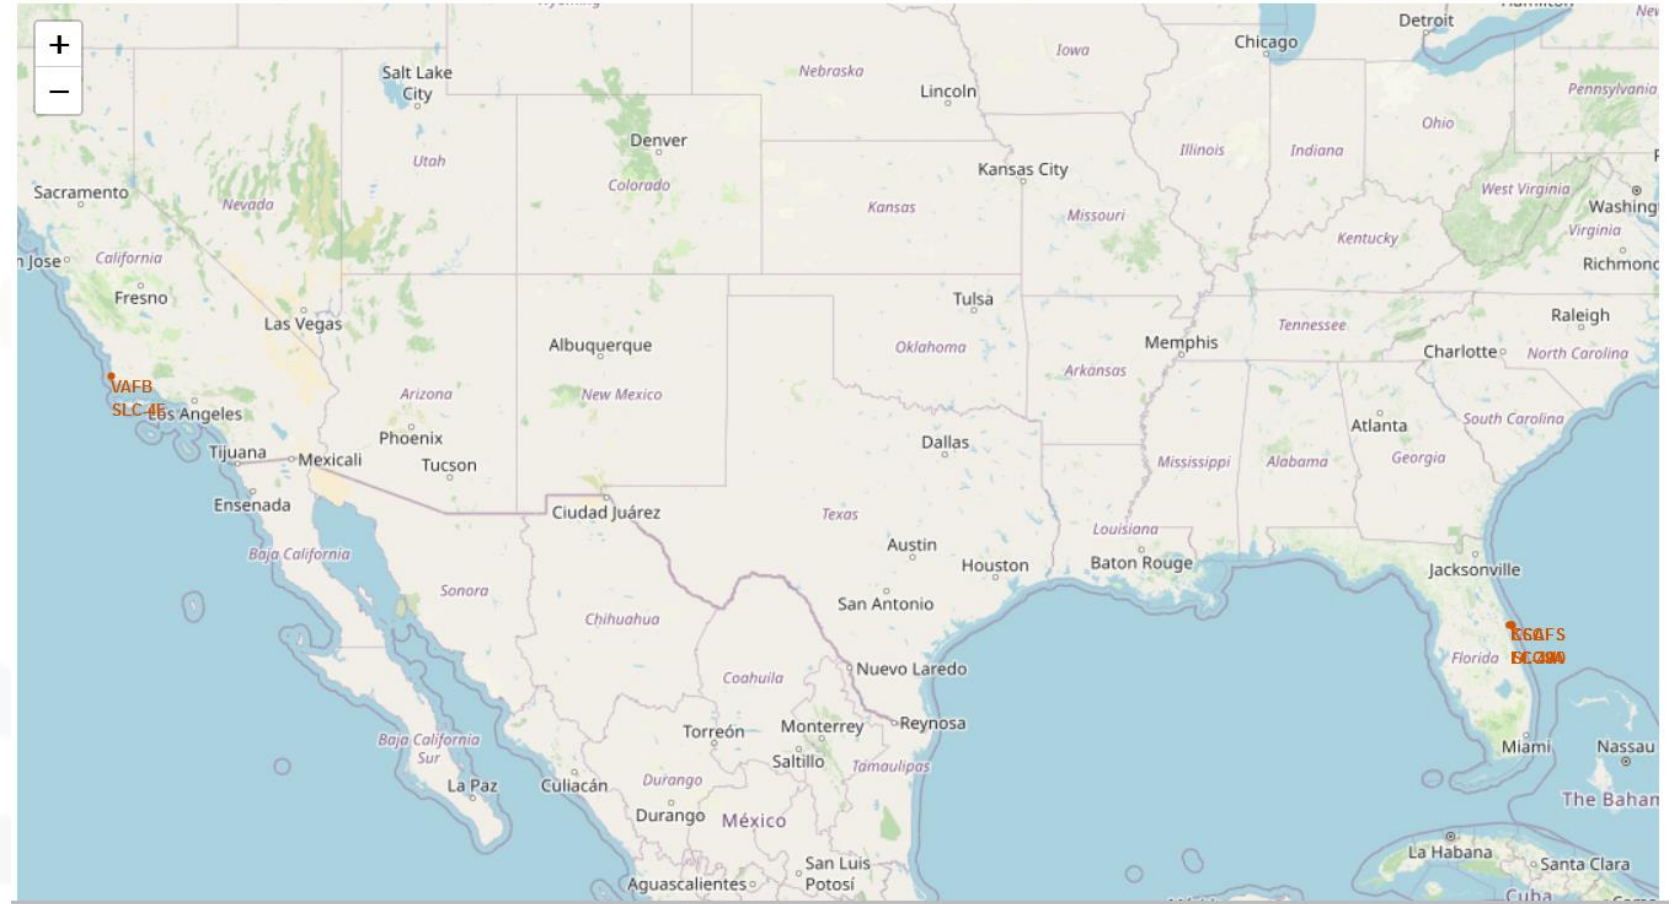 Wyoming
Hamilton
+
−
Detroit
Chicago
Iowa
Salt Lake
City
Nebraska
Lincoln
Pennsylvania
Denver
Utah
Colorado
Kansas City
Illinois
Indiana
Ohio
West Virginia
Sacramento
Nevada
Kansas
Missouri
Kentucky
Washing
Virginia
n Jose
California
Richmond
Fresno
Las Vegas
Tulsa
Raleigh
Albuquerque
Oklahoma
Memphis
Tennessee
Charlotte
North Carolina
VAFB
SLC-4E
Los Angeles
Arizona
New Mexico
Arkansas
South Carolina
Phoenix
Dallas
Atlanta
Tijuana
Mexicali
Tucson
Mississippi
Alabama
Georgia
Ensenada
Ciudad Juárez
Texas
Louisiana
Baja California
Austin
Houston
Baton Rouge
Jacksonville
Sonora
Chihuahua
San Antonio
Florida
Coahuila
Nuevo Laredo
Torreón
Monterrey
Reynosa
Baja California
Sur
Saltillo
Tamaulipas
Miami
Nassau
La Paz
Culiacán
Durango
Durango
México
The Baham
San Luis
Potosí
Aguascalientes
La Habana
Santa Clara
Cuba